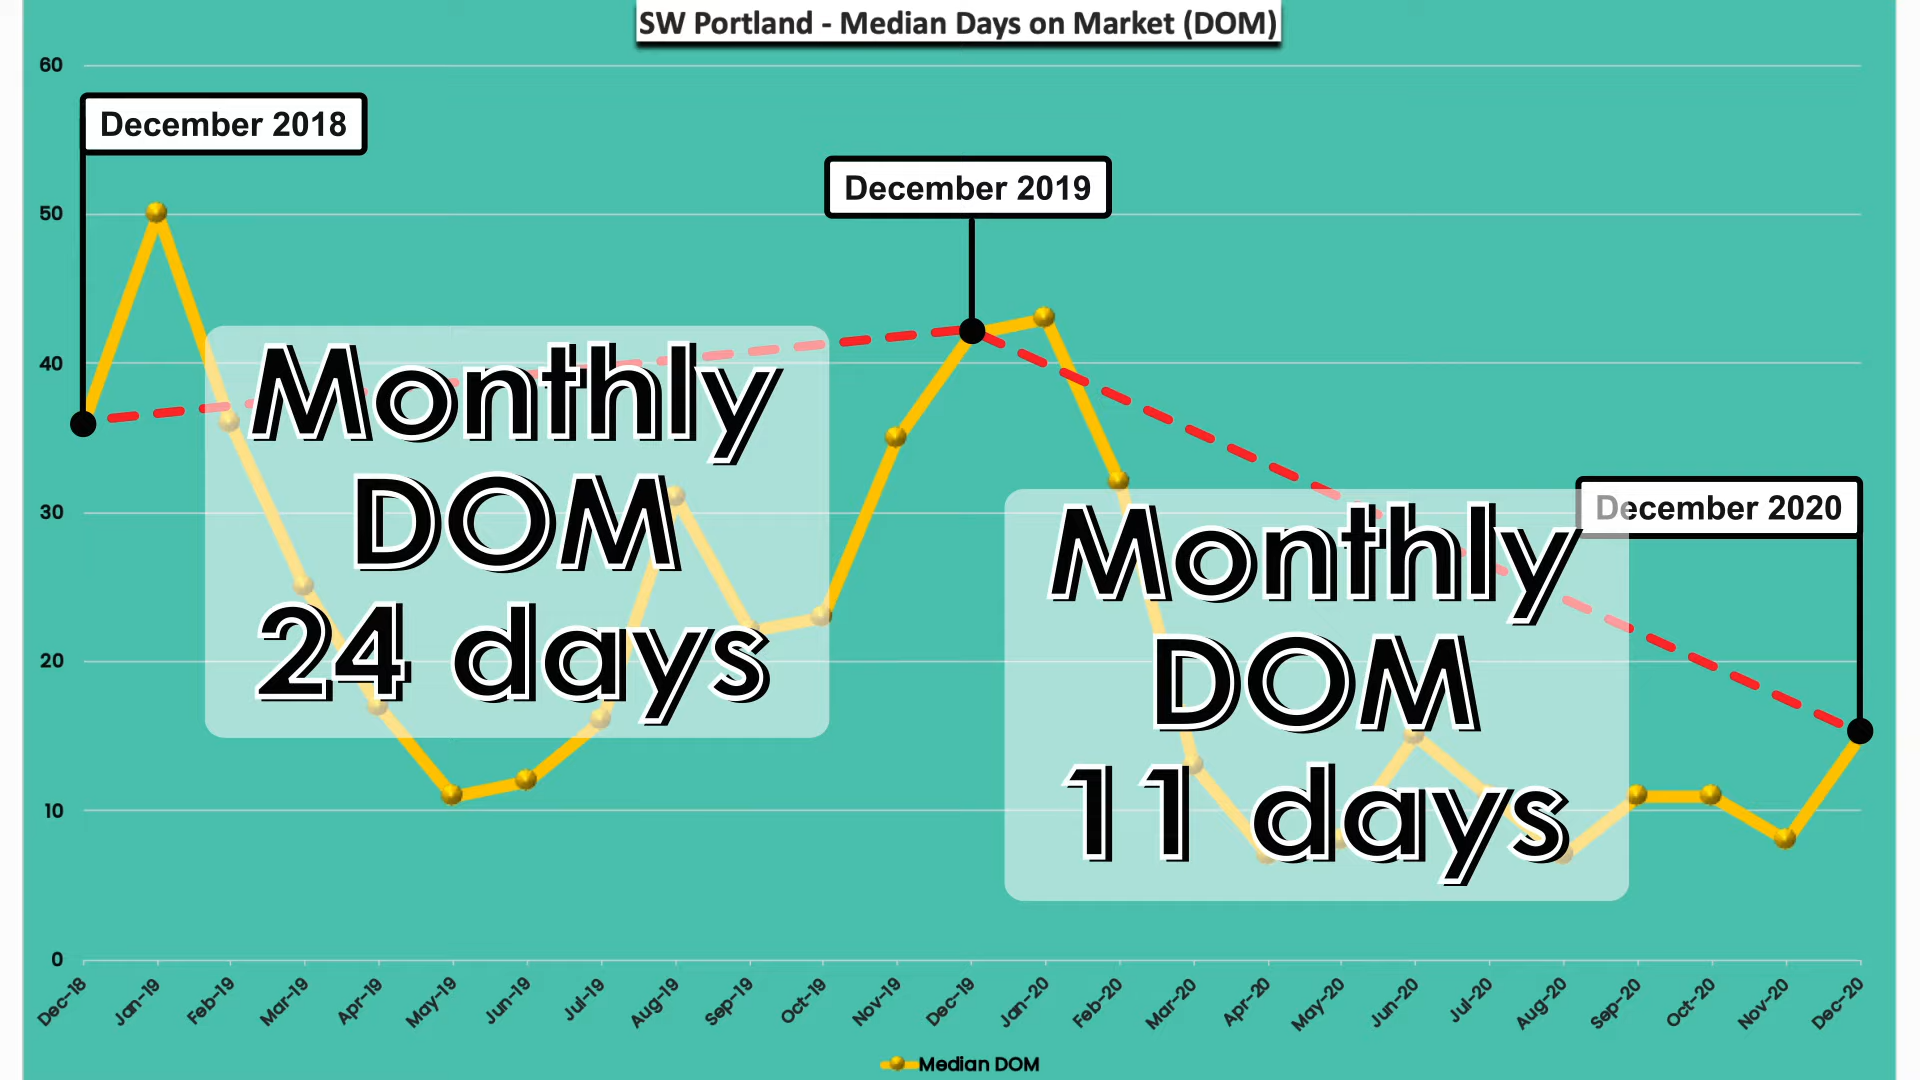 SW Portland - Median Days on Market (DOM)
60
December 2018
December 2019
50
40
Monthly
DOM
24 days
December 2020
30
Monthly
DOM
11 days
20
10
0
Dec-18 Jan-19 Feb-19 Mar-19 Apr-19 May-19 Jun-19 Jul-19 Aug-19 Sep-19 Oct-19 Nov-19 Dec-19 Jan-20 Feb-20 Mar-20 Apr-20 May-20 Jun-20 Jul-20 Aug-20 Sep-20 Oct-20 Nov-20 Dec-20
Median DOM